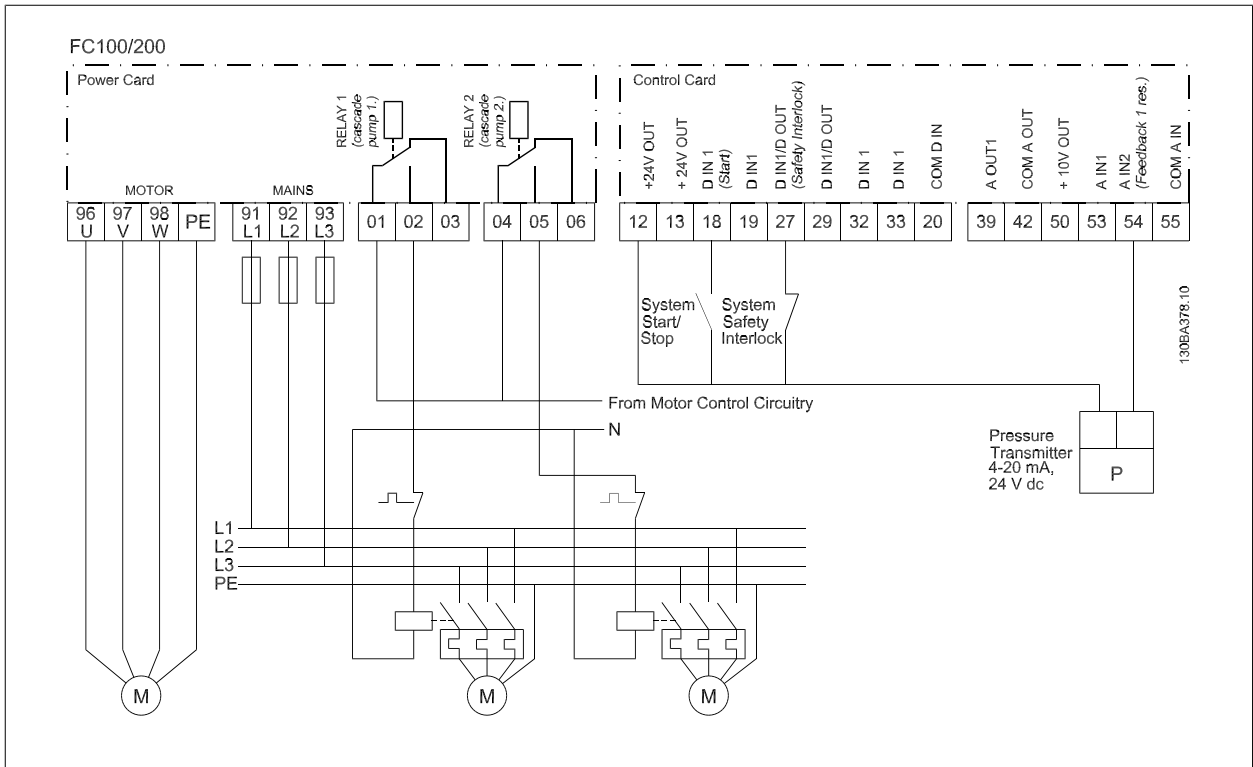 FC100/200
Power Card
Control Card
RELAY 1
(cascade
pump 1.)
RELAY 2
(cascade
pump 2.)
+24V OUT
+ 24V OUT
D IN 1
(Start)
D IN1
D IN1/D OUT
(Safety Interlock)
D IN1/D OUT
D IN 1
D IN 1
COM D IN
A OUT1
COM A OUT
+ 10V OUT
A IN1
A IN2
(Feedback 1 res.)
COM A IN
MOTOR
MAINS
96 97 98 PE 91 92 93 01 02 03 04 05 06 12 13 18 19 27 29 32 33 20 39 42 50 53 54 55
U V W L1 L2 L3
System
Start/
Stop
System
Safety
Interlock
130BA378.10
From Motor Control Circuitry
N
Pressure
Transmitter
4-20 mA,
24 V dc
P
L1
L2
L3
PE
M
M
M